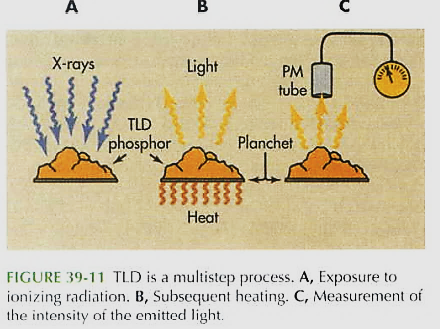 A B C
X-rays
Light
PM
tube
TLD
phosphor
Planchet
Heat
FIGURE 39-11 TLD is a multistep process. A, Exposure to
ionizing radiation. B, Subsequent heating. C, Measurement of
the intensity of the emitted light.